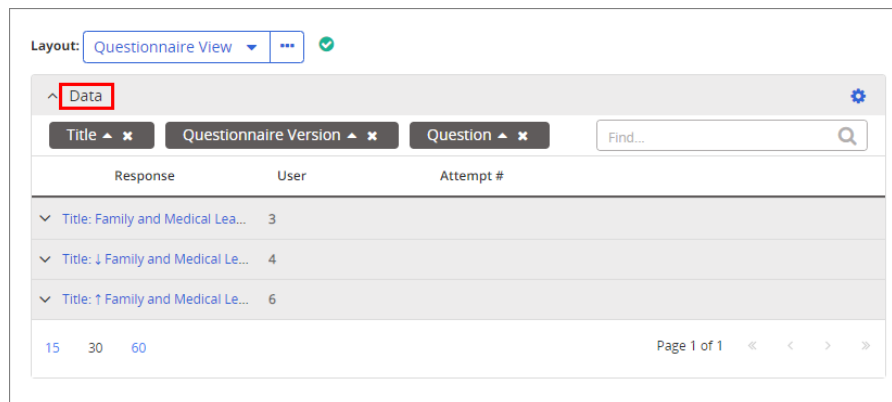 Layout: Questionnaire View
Data
Title Questionnaire Version Question Find...
Response User Attempt #
Title: Family and Medical Lea... 3
Title: ↓ Family and Medical Le... 4
Title: ↑ Family and Medical Le... 6
15 30 60 Page 1 of 1 « < > »